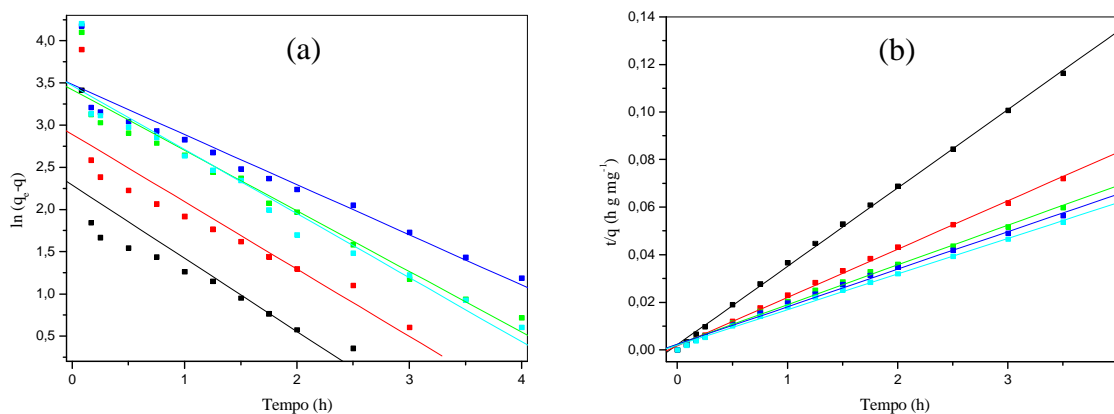 (a)
4,0
3,5
3,0
2,5
2,0
1,5
1,0
0,5
ln (qe-q)
0 1 2 3 4
Tempo (h)
(b)
0,14
0,12
0,10
0,08
0,06
0,04
0,02
0,00
t/q (h g mg⁻¹)
0 1 2 3 4
Tempo (h)